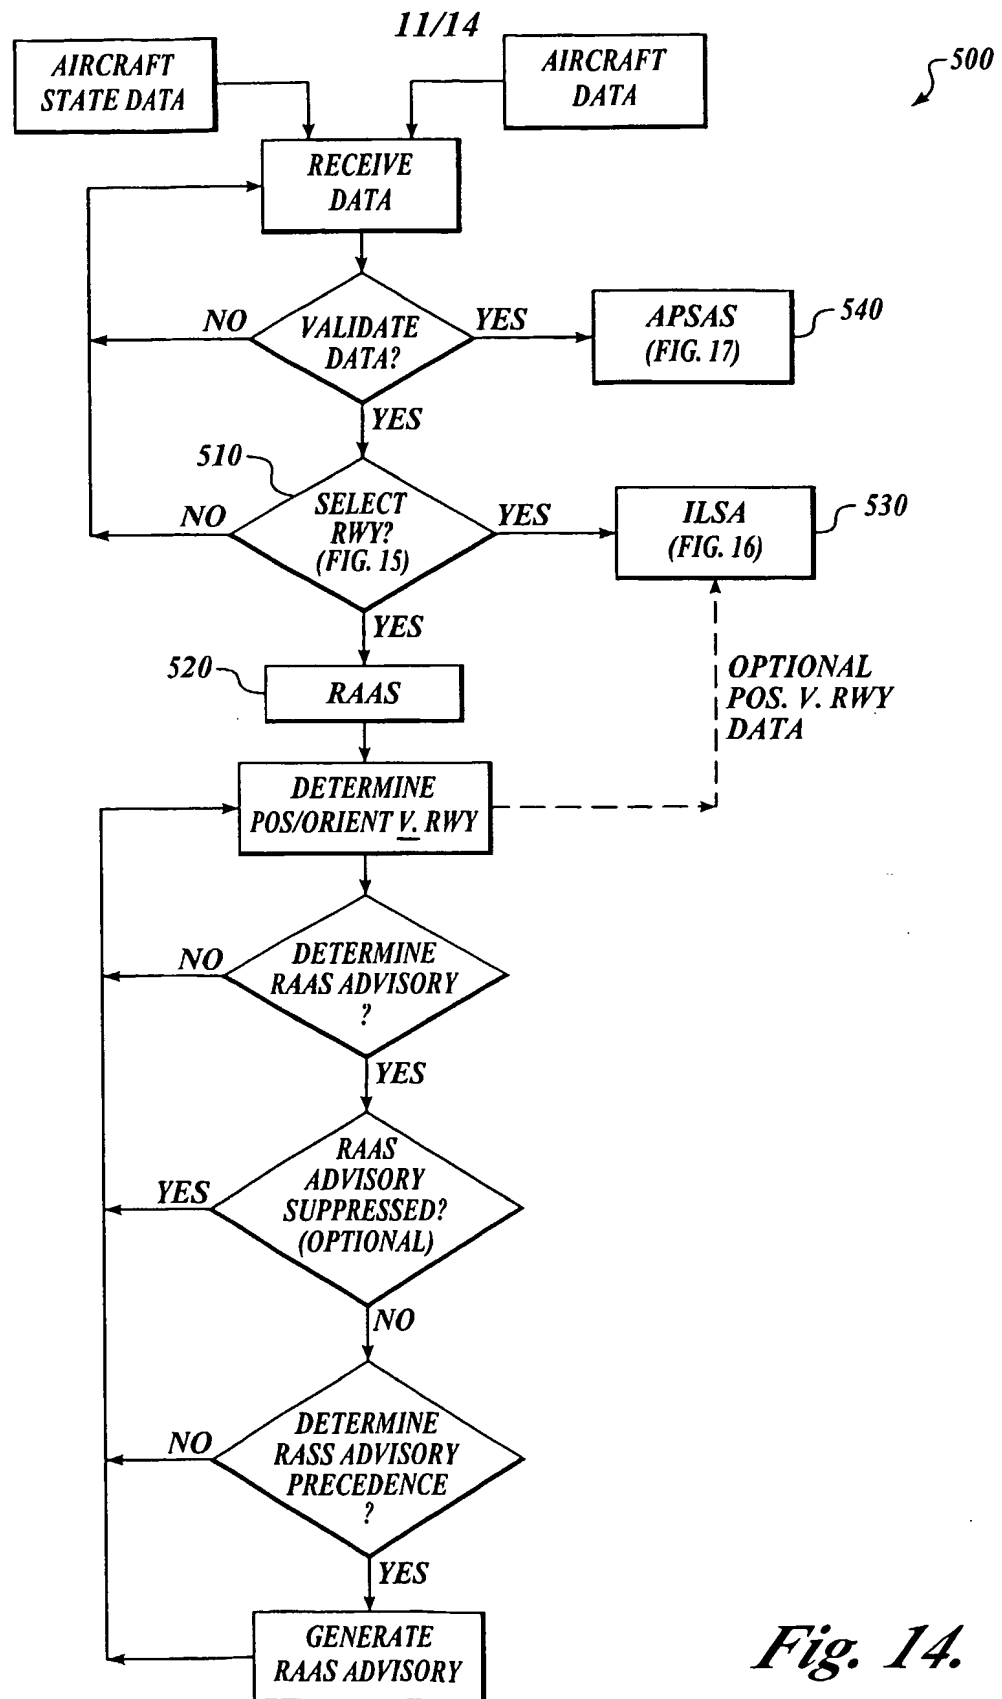 11/14
AIRCRAFT
STATE DATA
AIRCRAFT
DATA
500
RECEIVE
DATA
NO
VALIDATE
DATA?
YES
APSAS
(FIG. 17)
540
YES
510
NO
SELECT
RWY?
(FIG. 15)
YES
ILSA
(FIG. 16)
530
YES
520
RAAS
OPTIONAL
POS. V. RWY
DATA
DETERMINE
POS/ORIENT V. RWY
NO
DETERMINE
RAAS ADVISORY
?
YES
YES
RAAS
ADVISORY
SUPPRESSED?
(OPTIONAL)
NO
NO
DETERMINE
RASS ADVISORY
PRECEDENCE
?
YES
GENERATE
RAAS ADVISORY
Fig. 14.